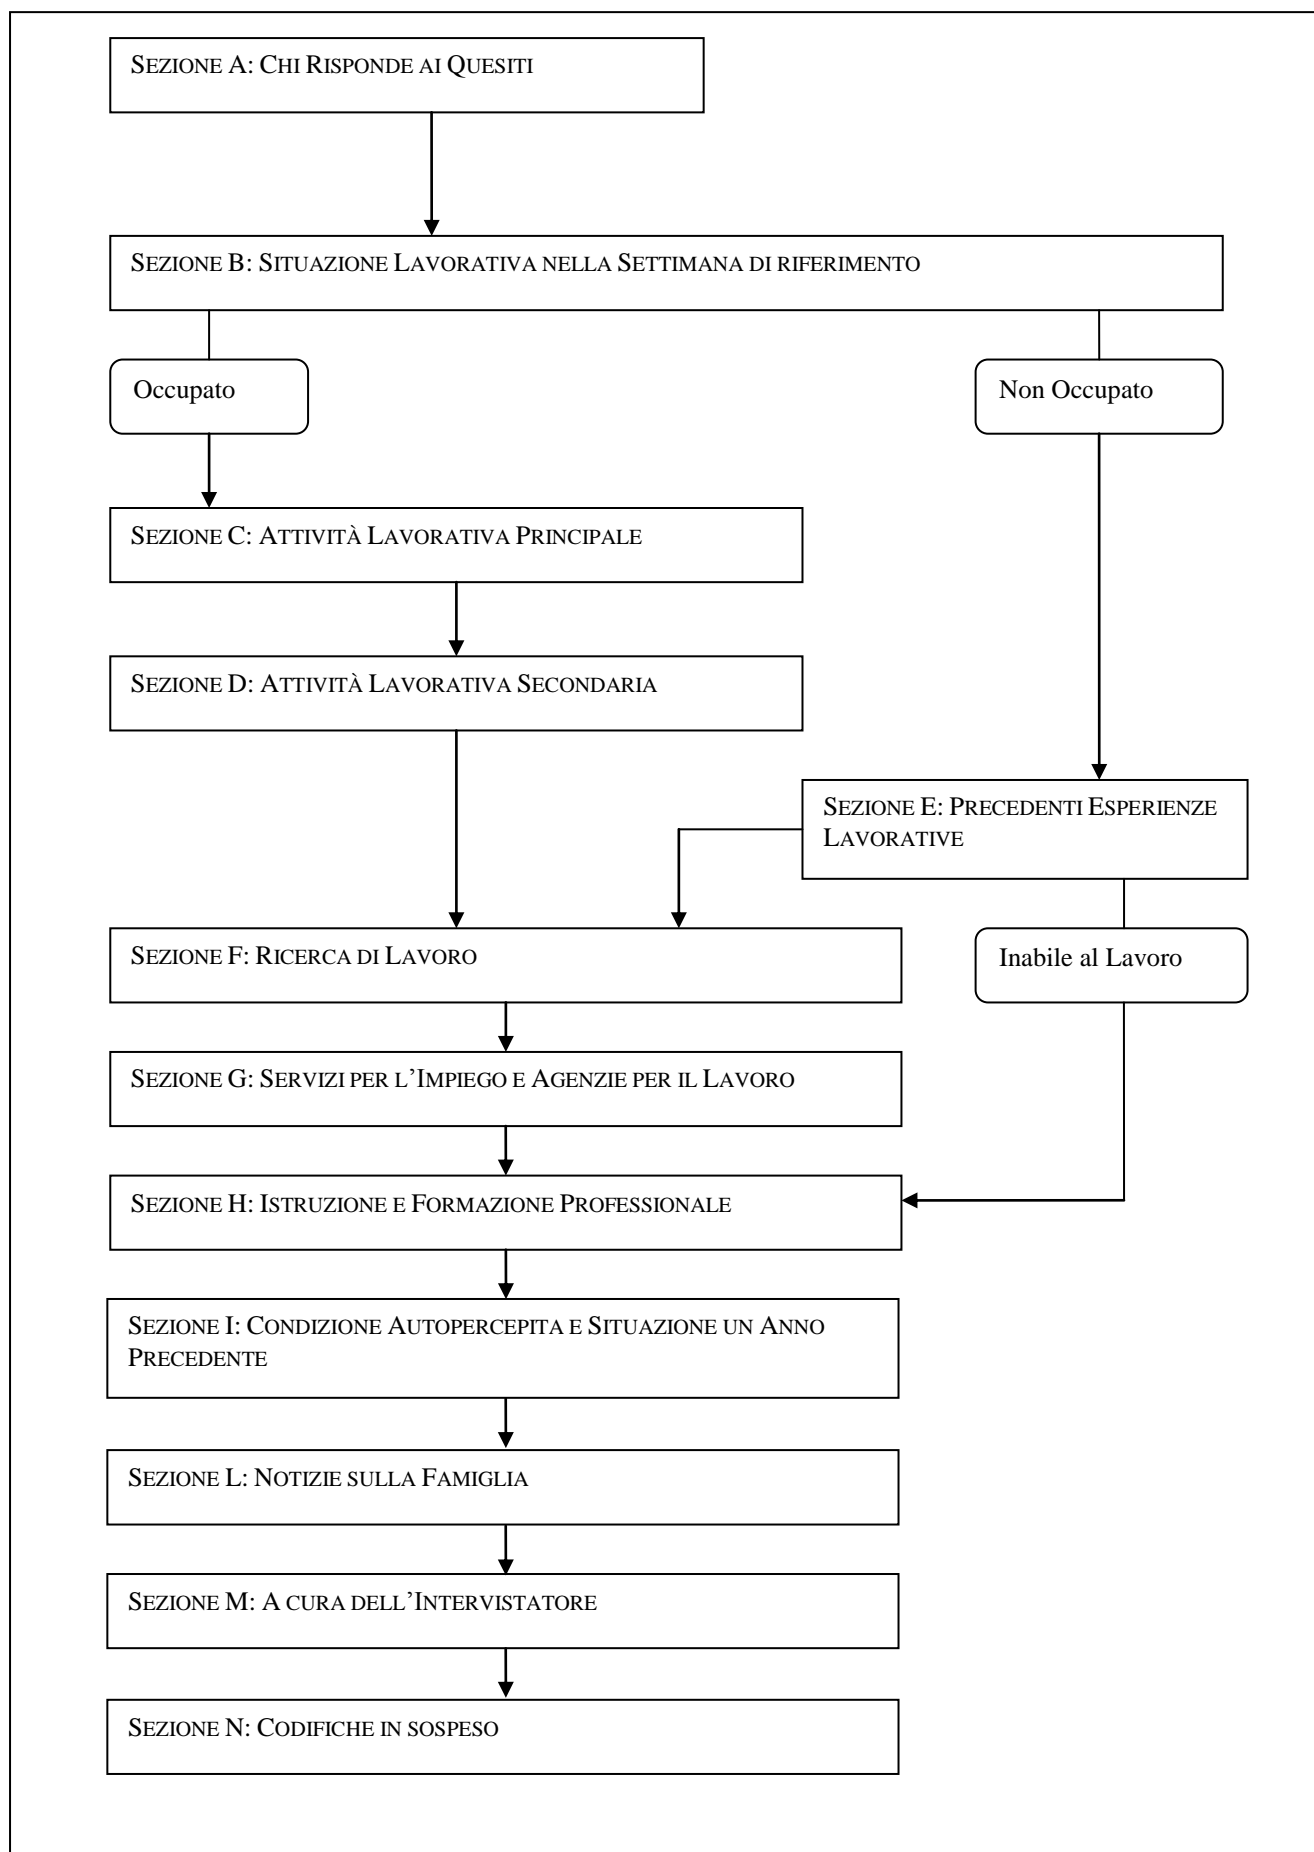 SEZIONE A: CHI RISPONDE AI QUESITI
SEZIONE B: SITUAZIONE LAVORATIVA NELLA SETTIMANA DI RIFERIMENTO
Occupato
Non Occupato
SEZIONE C: ATTIVITÀ LAVORATIVA PRINCIPALE
SEZIONE D: ATTIVITÀ LAVORATIVA SECONDARIA
SEZIONE E: PRECEDENTI ESPERIENZE
LAVORATIVE
SEZIONE F: RICERCA DI LAVORO
Inabile al Lavoro
SEZIONE G: SERVIZI PER L’IMPIEGO E AGENZIE PER IL LAVORO
SEZIONE H: ISTRUZIONE E FORMAZIONE PROFESSIONALE
SEZIONE I: CONDIZIONE AUTOPERCEPITA E SITUAZIONE UN ANNO
PRECEDENTE
SEZIONE L: NOTIZIE SULLA FAMIGLIA
SEZIONE M: A CURA DELL’INTERVISTATORE
SEZIONE N: CODIFICHE IN SOSPESO